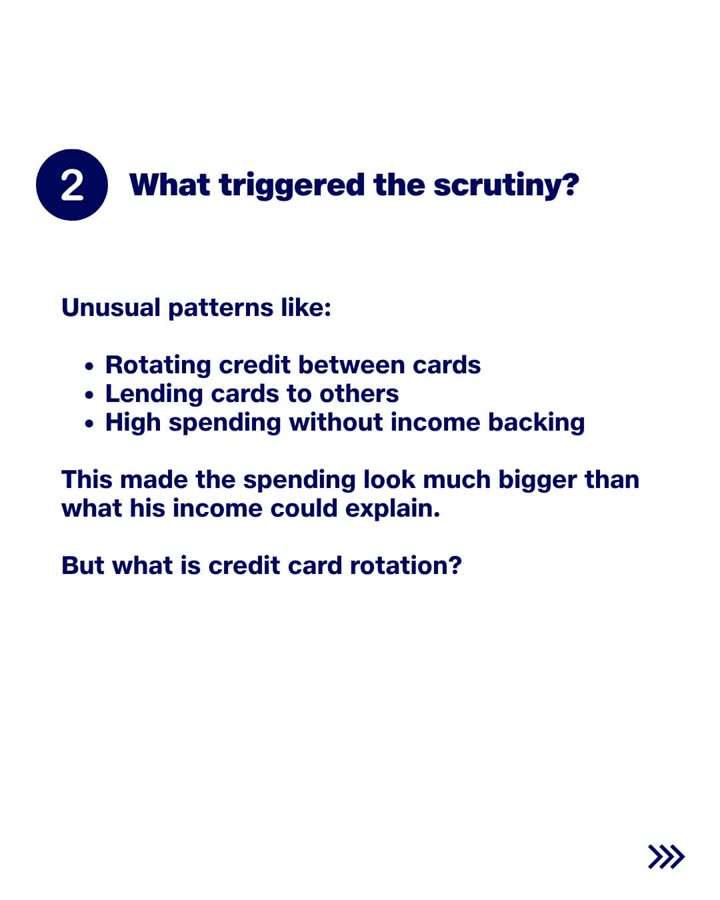 2
What triggered the scrutiny?
Unusual patterns like:
• Rotating credit between cards
• Lending cards to others
• High spending without income backing
This made the spending look much bigger than
what his income could explain.
But what is credit card rotation?